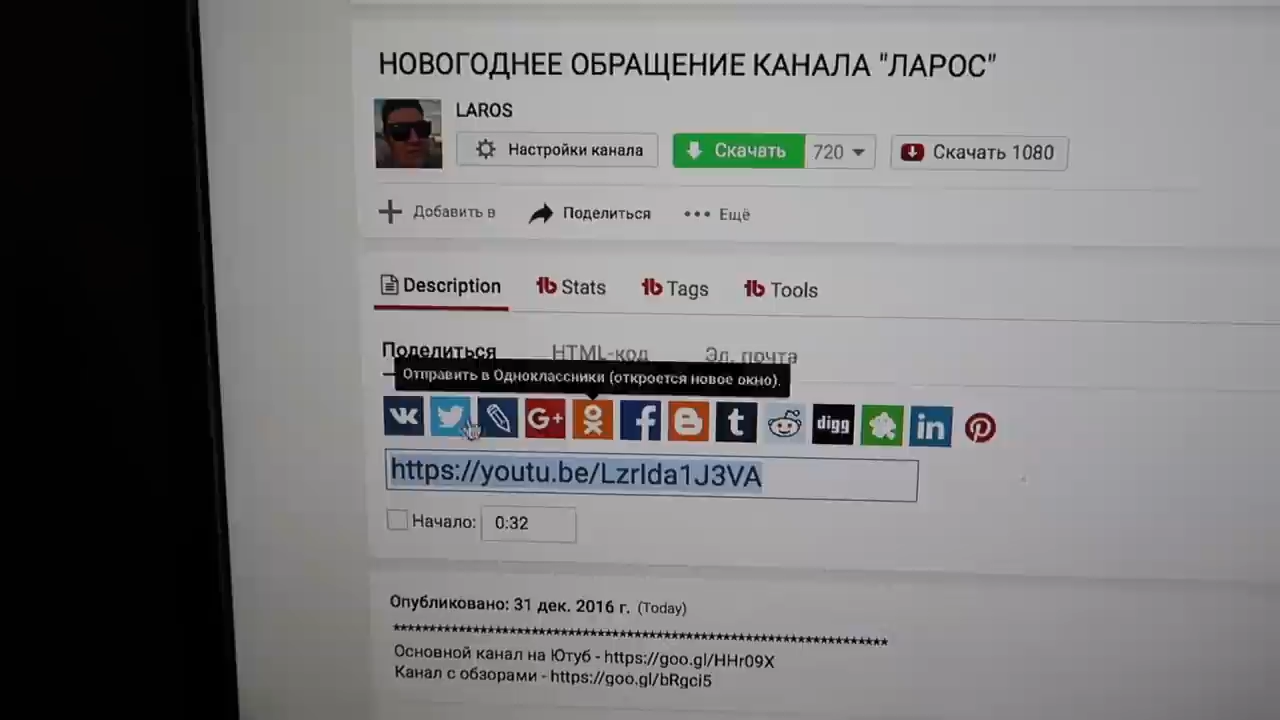 НОВОГОДНЕЕ ОБРАЩЕНИЕ КАНАЛА "ЛАРОС"
LAROS
Настройки канала Скачать 720 Скачать 1080
Добавить в Поделиться Ещё
Description Stats Tags Tools
Поделиться HTML-код Эл. почта
Отправить в Одноклассники (откроется новое окно).
digg in
https://youtu.be/LzrIda1J3VA
Начало: 0:32
Опубликовано: 31 дек. 2016 г. (Today)
**********************************************************************
Основной канал на Ютуб - https://goo.gl/HHr09X
Канал с обзорами - https://goo.gl/bRgci5